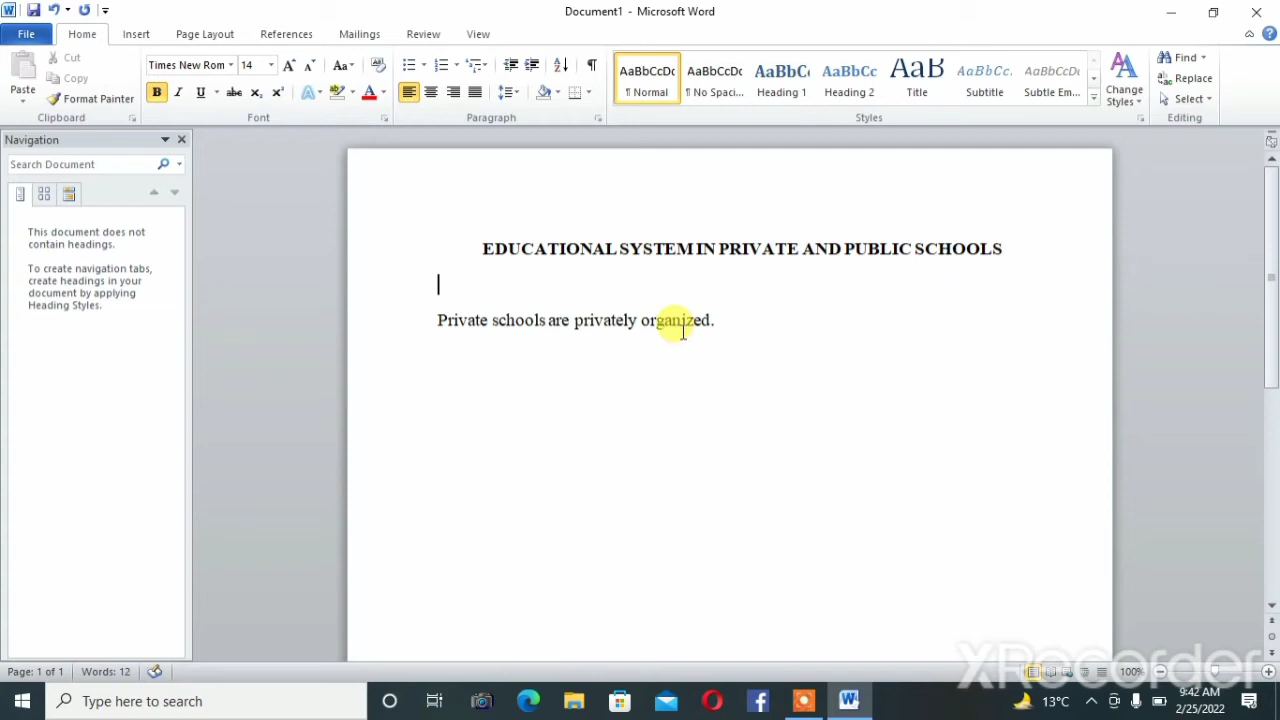 Document1 - Microsoft Word
File Home Insert Page Layout References Mailings Review View
Paste
Cut
Copy
Format Painter
Clipboard
Times New Rom 14
Font
Paragraph
AaBbCcDc AaBbCcDc AaBbC AaBbCc AaB AaBbCc. AaBbCcDc
¶ Normal ¶ No Spaci... Heading 1 Heading 2 Title Subtitle Subtle Em...
Styles
Change Styles
Find
Replace
Select
Editing
Navigation
Search Document
This document does not
contain headings.
To create navigation tabs,
create headings in your
document by applying
Heading Styles.
EDUCATIONAL SYSTEM IN PRIVATE AND PUBLIC SCHOOLS
Private schools are privately organized.
Page: 1 of 1 Words: 12
100%
XRecorder
Type here to search
13°C
9:42 AM
2/25/2022